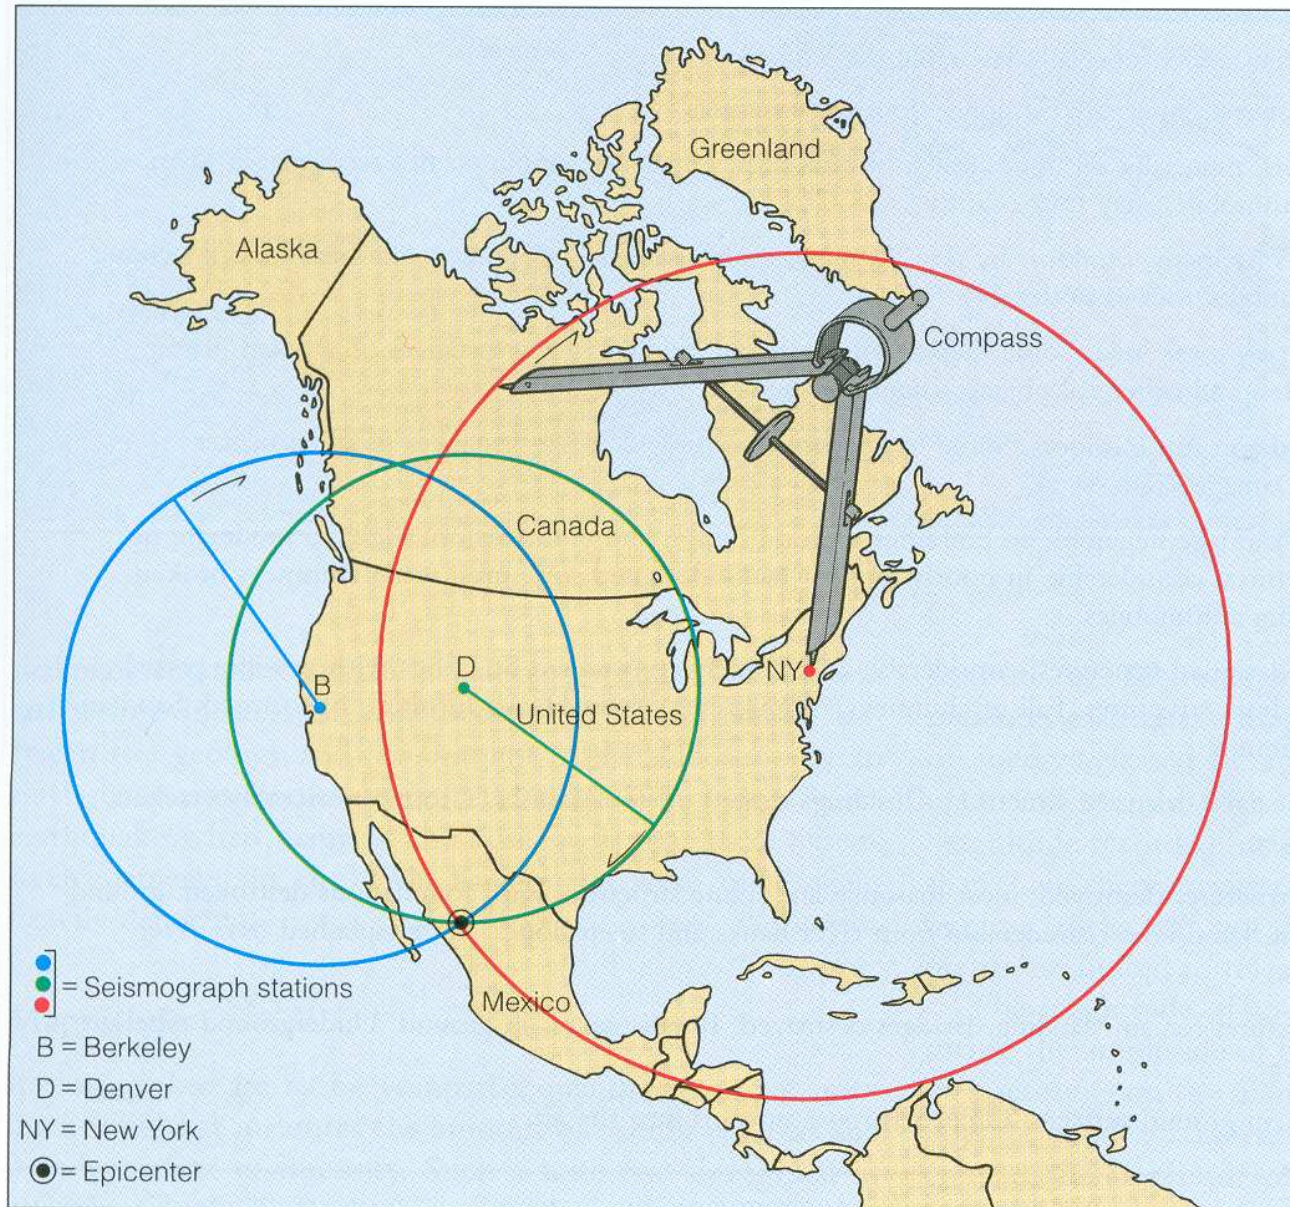 Greenland
Alaska
Compass
Canada
D
NY
B
United States
Mexico
= Seismograph stations
B = Berkeley
D = Denver
NY = New York
= Epicenter